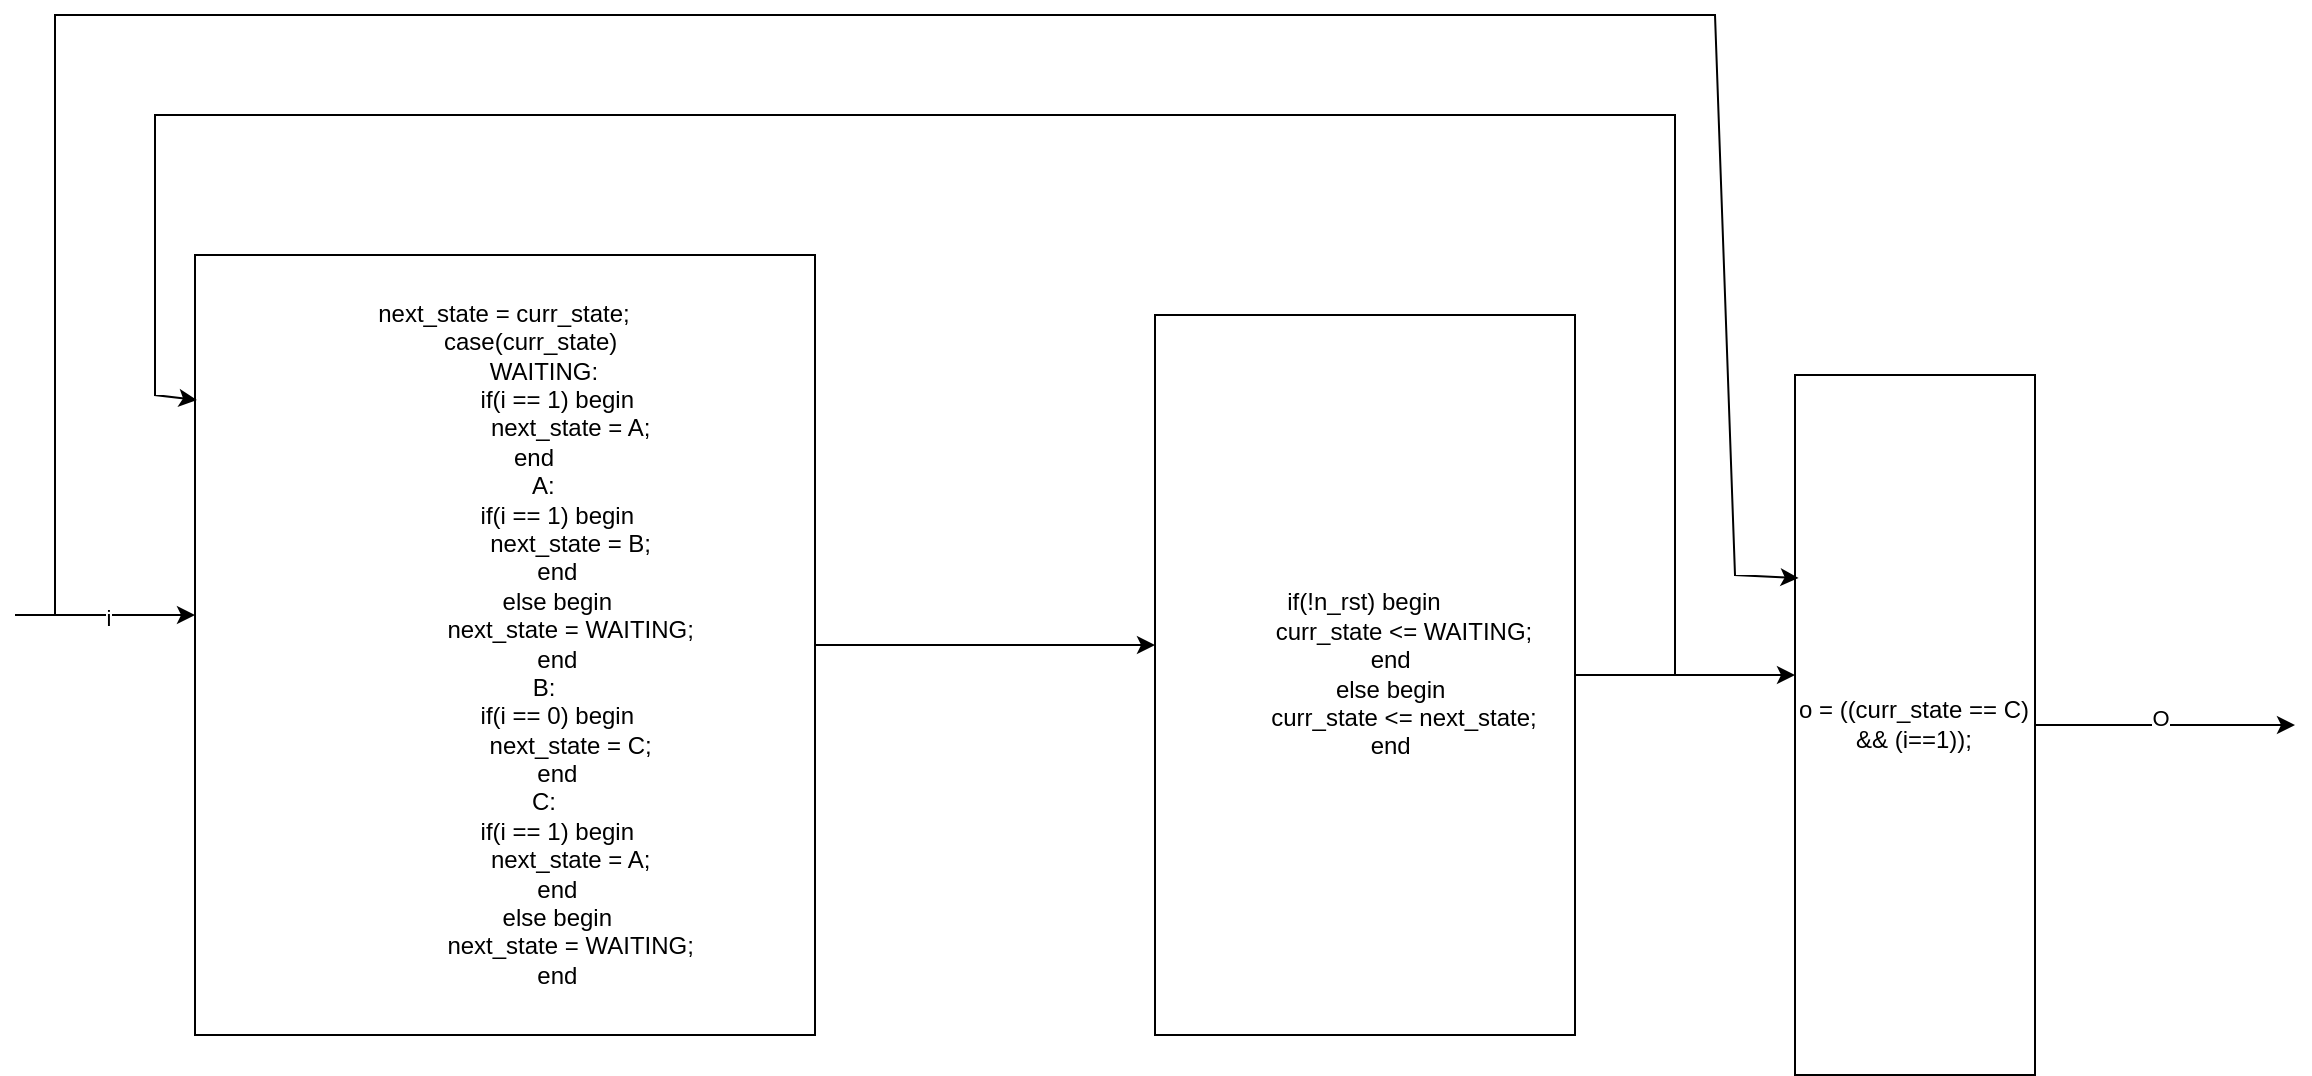 next_state = curr_state;
case(curr_state)
WAITING:
if(i == 1) begin
next_state = A;
end
A:
if(i == 1) begin
next_state = B;
end
else begin
next_state = WAITING;
end
B:
if(i == 0) begin
next_state = C;
end
C:
if(i == 1) begin
next_state = A;
end
else begin
next_state = WAITING;
end
i
if(!n_rst) begin
curr_state <= WAITING;
end
else begin
curr_state <= next_state;
end
o = ((curr_state == C)
&& (i==1));
O